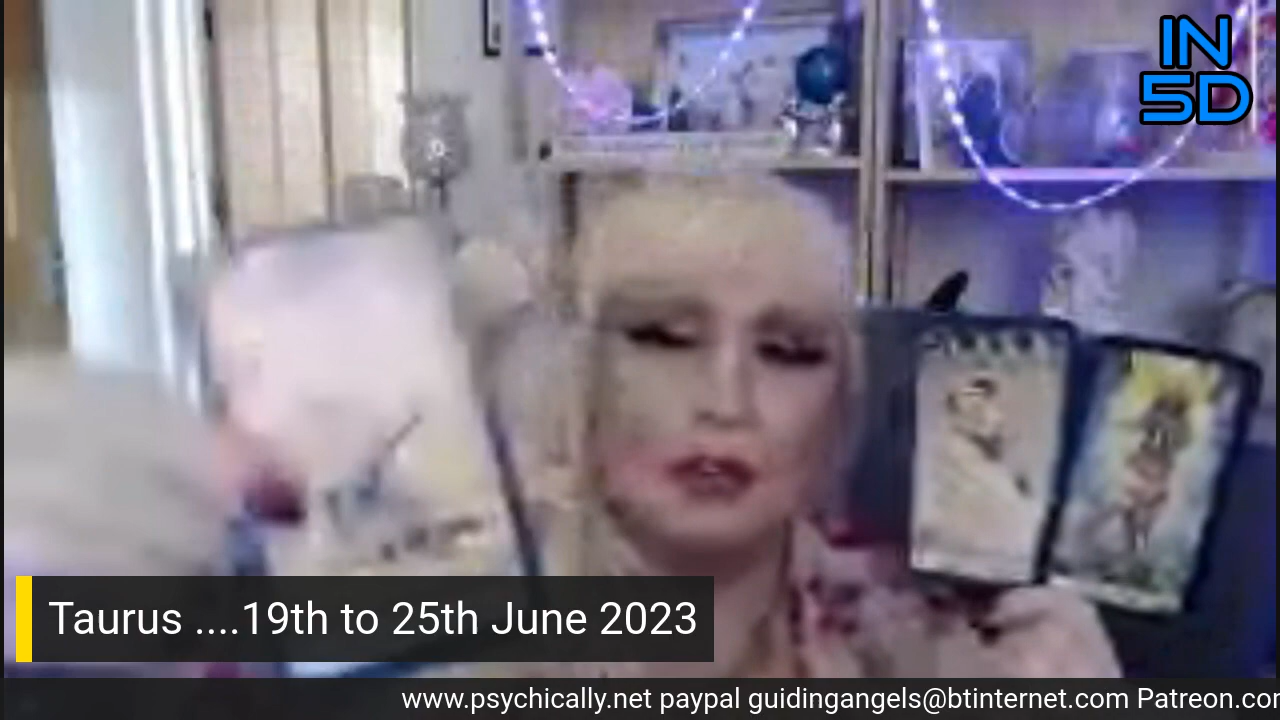 IN
5D
Taurus ....19th to 25th June 2023
www.psychically.net paypal guidingangels@btinternet.com Patreon.cor